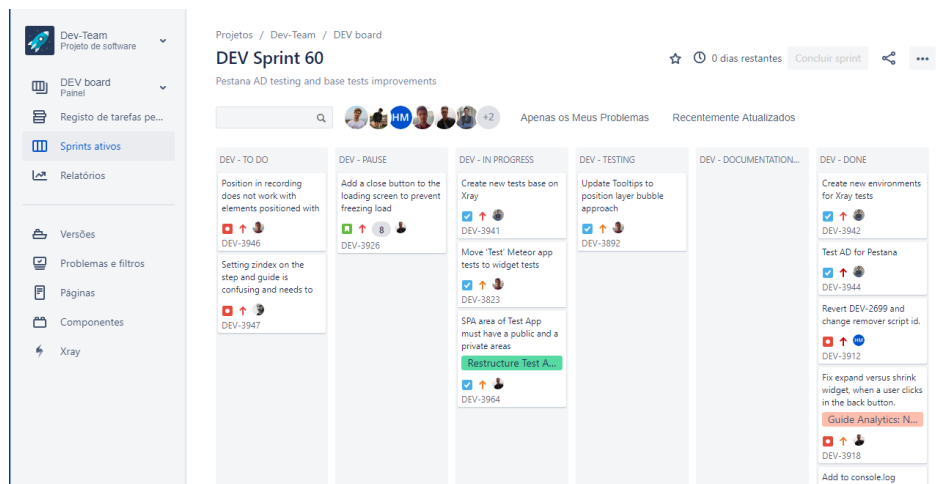 Dev-Team
Projeto de software
DEV board
Painel
Registo de tarefas pe...
Sprints ativos
Relatórios
Versões
Problemas e filtros
Páginas
Componentes
Xray
Projetos / Dev-Team / DEV board
DEV Sprint 60
0 dias restantes
Concluir sprint
Pestana AD testing and base tests improvements
HM
+2
Apenas os Meus Problemas
Recentemente Atualizados
DEV - TO DO
Position in recording
does not work with
elements positioned with
DEV-3946
Setting zindex on the
step and guide is
confusing and needs to
DEV-3947
DEV - PAUSE
Add a close button to the
loading screen to prevent
freezing load
8
DEV-3926
DEV - IN PROGRESS
Create new tests base on
Xray
DEV-3941
Move 'Test' Meteor app
tests to widget tests
DEV-3823
SPA area of Test App
must have a public and a
private areas
Restructure Test A...
DEV-3964
DEV - TESTING
Update Tooltips to
position layer bubble
approach
DEV-3892
DEV - DOCUMENTATION...
DEV - DONE
Create new environments
for Xray tests
DEV-3942
Test AD for Pestana
DEV-3944
Revert DEV-2699 and
change remover script id.
HM
DEV-3912
Fix expand versus shrink
widget, when a user clicks
in the back button.
Guide Analytics: N...
DEV-3918
Add to console.log